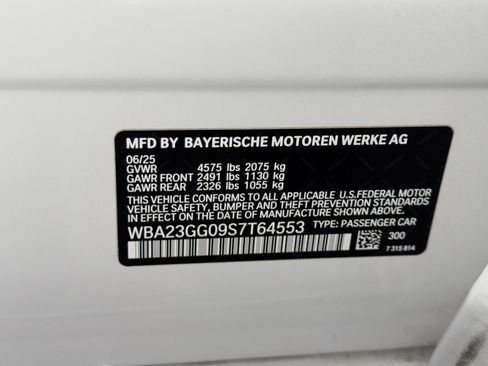 MFD BY BAYERISCHE MOTOREN WERKE AG
06/25
GVWR 4575 lbs 2075 kg
GAWR FRONT 2491 lbs 1130 kg
GAWR REAR 2326 lbs 1055 kg
THIS VEHICLE CONFORMS TO ALL APPLICABLE U.S.FEDERAL MOTOR
VEHICLE SAFETY, BUMPER AND THEFT PREVENTION STANDARDS
IN EFFECT ON THE DATE OF MANUFACTURE SHOWN ABOVE.
WBA23GG09S7T64553 TYPE: PASSENGER CAR
300
7 315 814